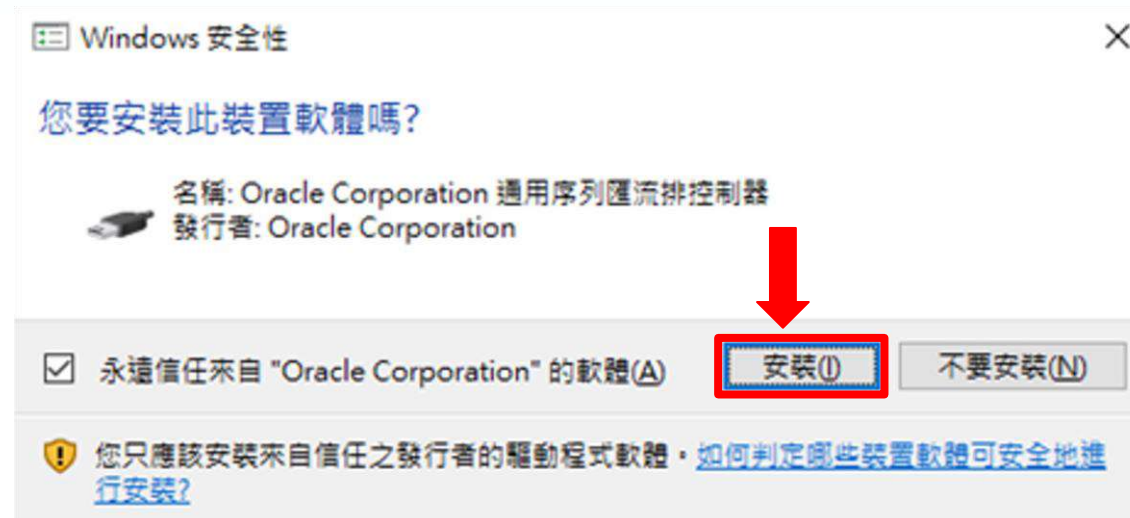 Windows 安全性
您要安裝此裝置軟體嗎?
名稱: Oracle Corporation 通用序列匯流排控制器
發行者: Oracle Corporation
永遠信任來自 "Oracle Corporation" 的軟體(A)
安裝(I)
不要安裝(N)
您只應該安裝來自信任之發行者的驅動程式軟體。如何判定哪些裝置軟體可安全地進
行安裝?